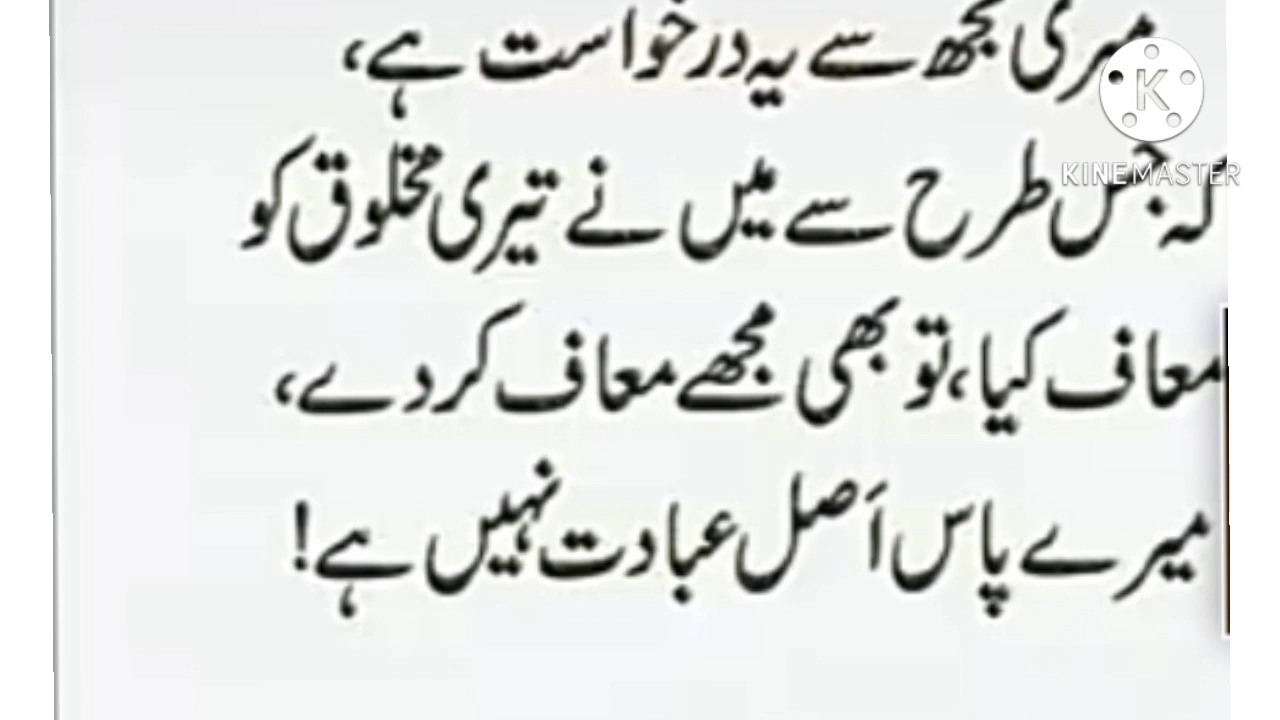 میری تجھ سے یہ درخواست ہے،
کہ جس طرح سے میں نے تیری مخلوق کو
معاف کیا، تو بھی مجھے معاف کر دے،
میرے پاس اَصل عبادت نہیں ہے!
KINEMASTER